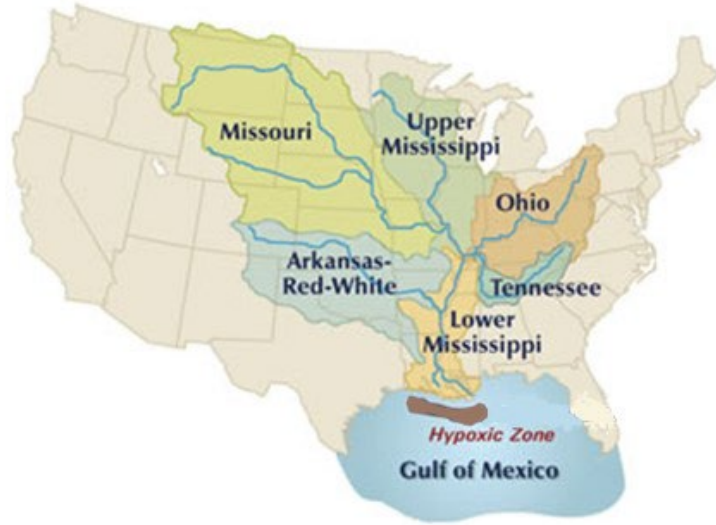 Missouri
Upper
Mississippi
Ohio
Arkansas-
Red-White
Tennessee
Lower
Mississippi
Hypoxic Zone
Gulf of Mexico